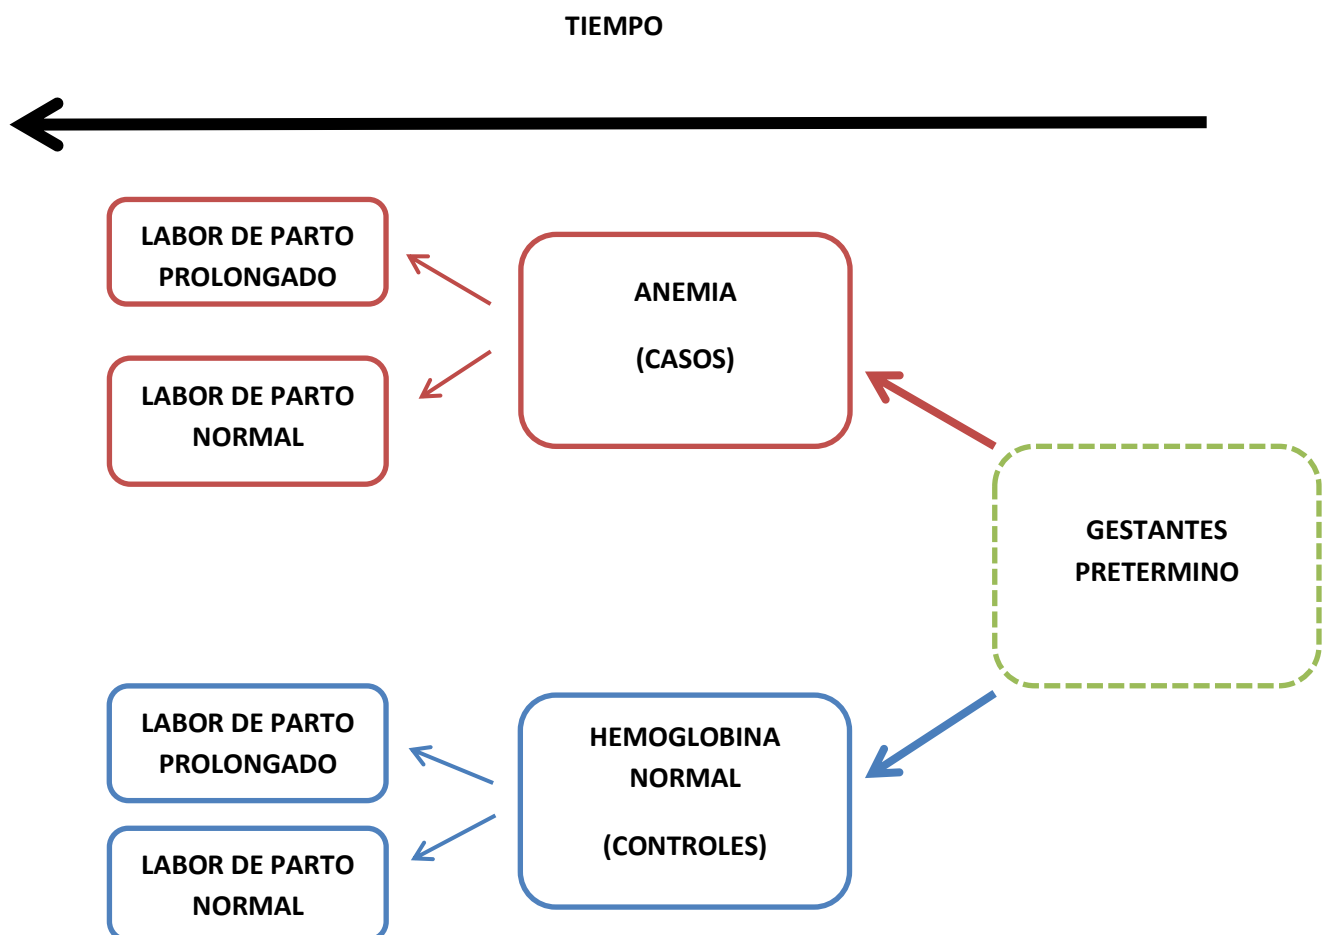 TIEMPO
LABOR DE PARTO
PROLONGADO
LABOR DE PARTO
NORMAL
ANEMIA
(CASOS)
GESTANTES
PRETERMINO
LABOR DE PARTO
PROLONGADO
LABOR DE PARTO
NORMAL
HEMOGLOBINA
NORMAL
(CONTROLES)